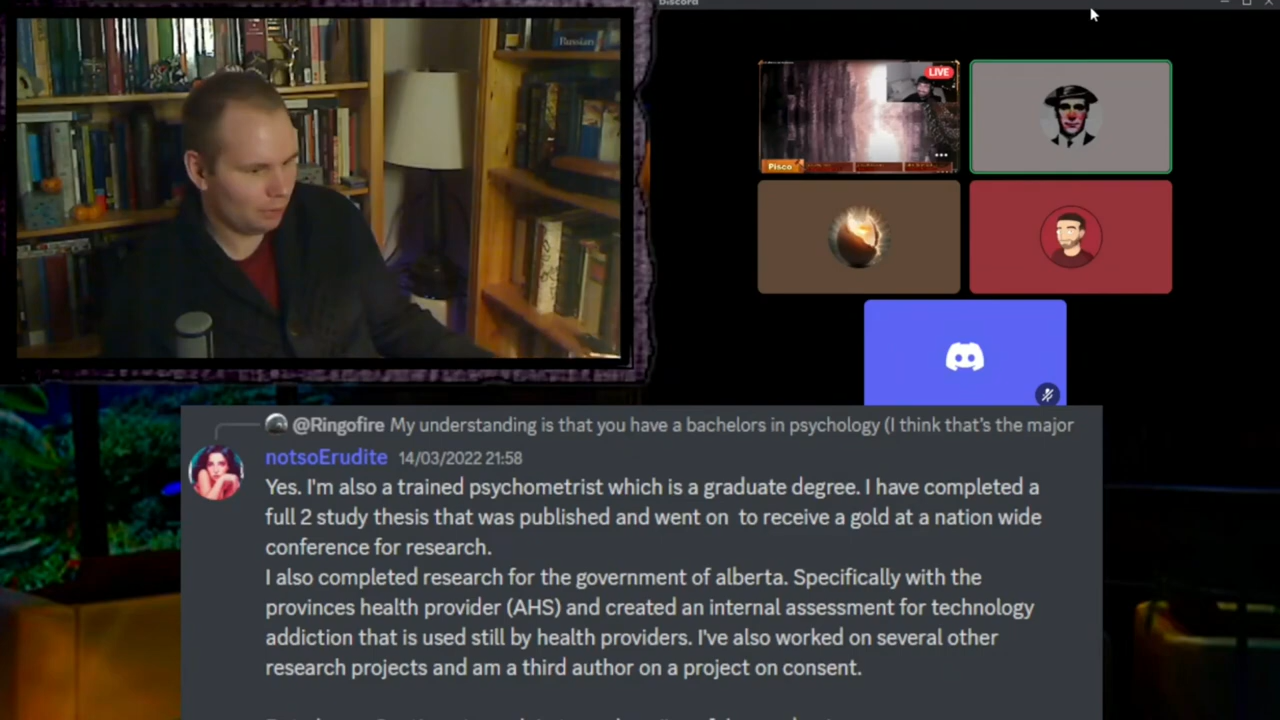 Discord
Russian
LIVE
Pisco
@Ringofire My understanding is that you have a bachelors in psychology (I think that's the major
notsoErudite 14/03/2022 21:58
Yes. I'm also a trained psychometrist which is a graduate degree. I have completed a
full 2 study thesis that was published and went on to receive a gold at a nation wide
conference for research.
I also completed research for the government of alberta. Specifically with the
provinces health provider (AHS) and created an internal assessment for technology
addiction that is used still by health providers. I've also worked on several other
research projects and am a third author on a project on consent.